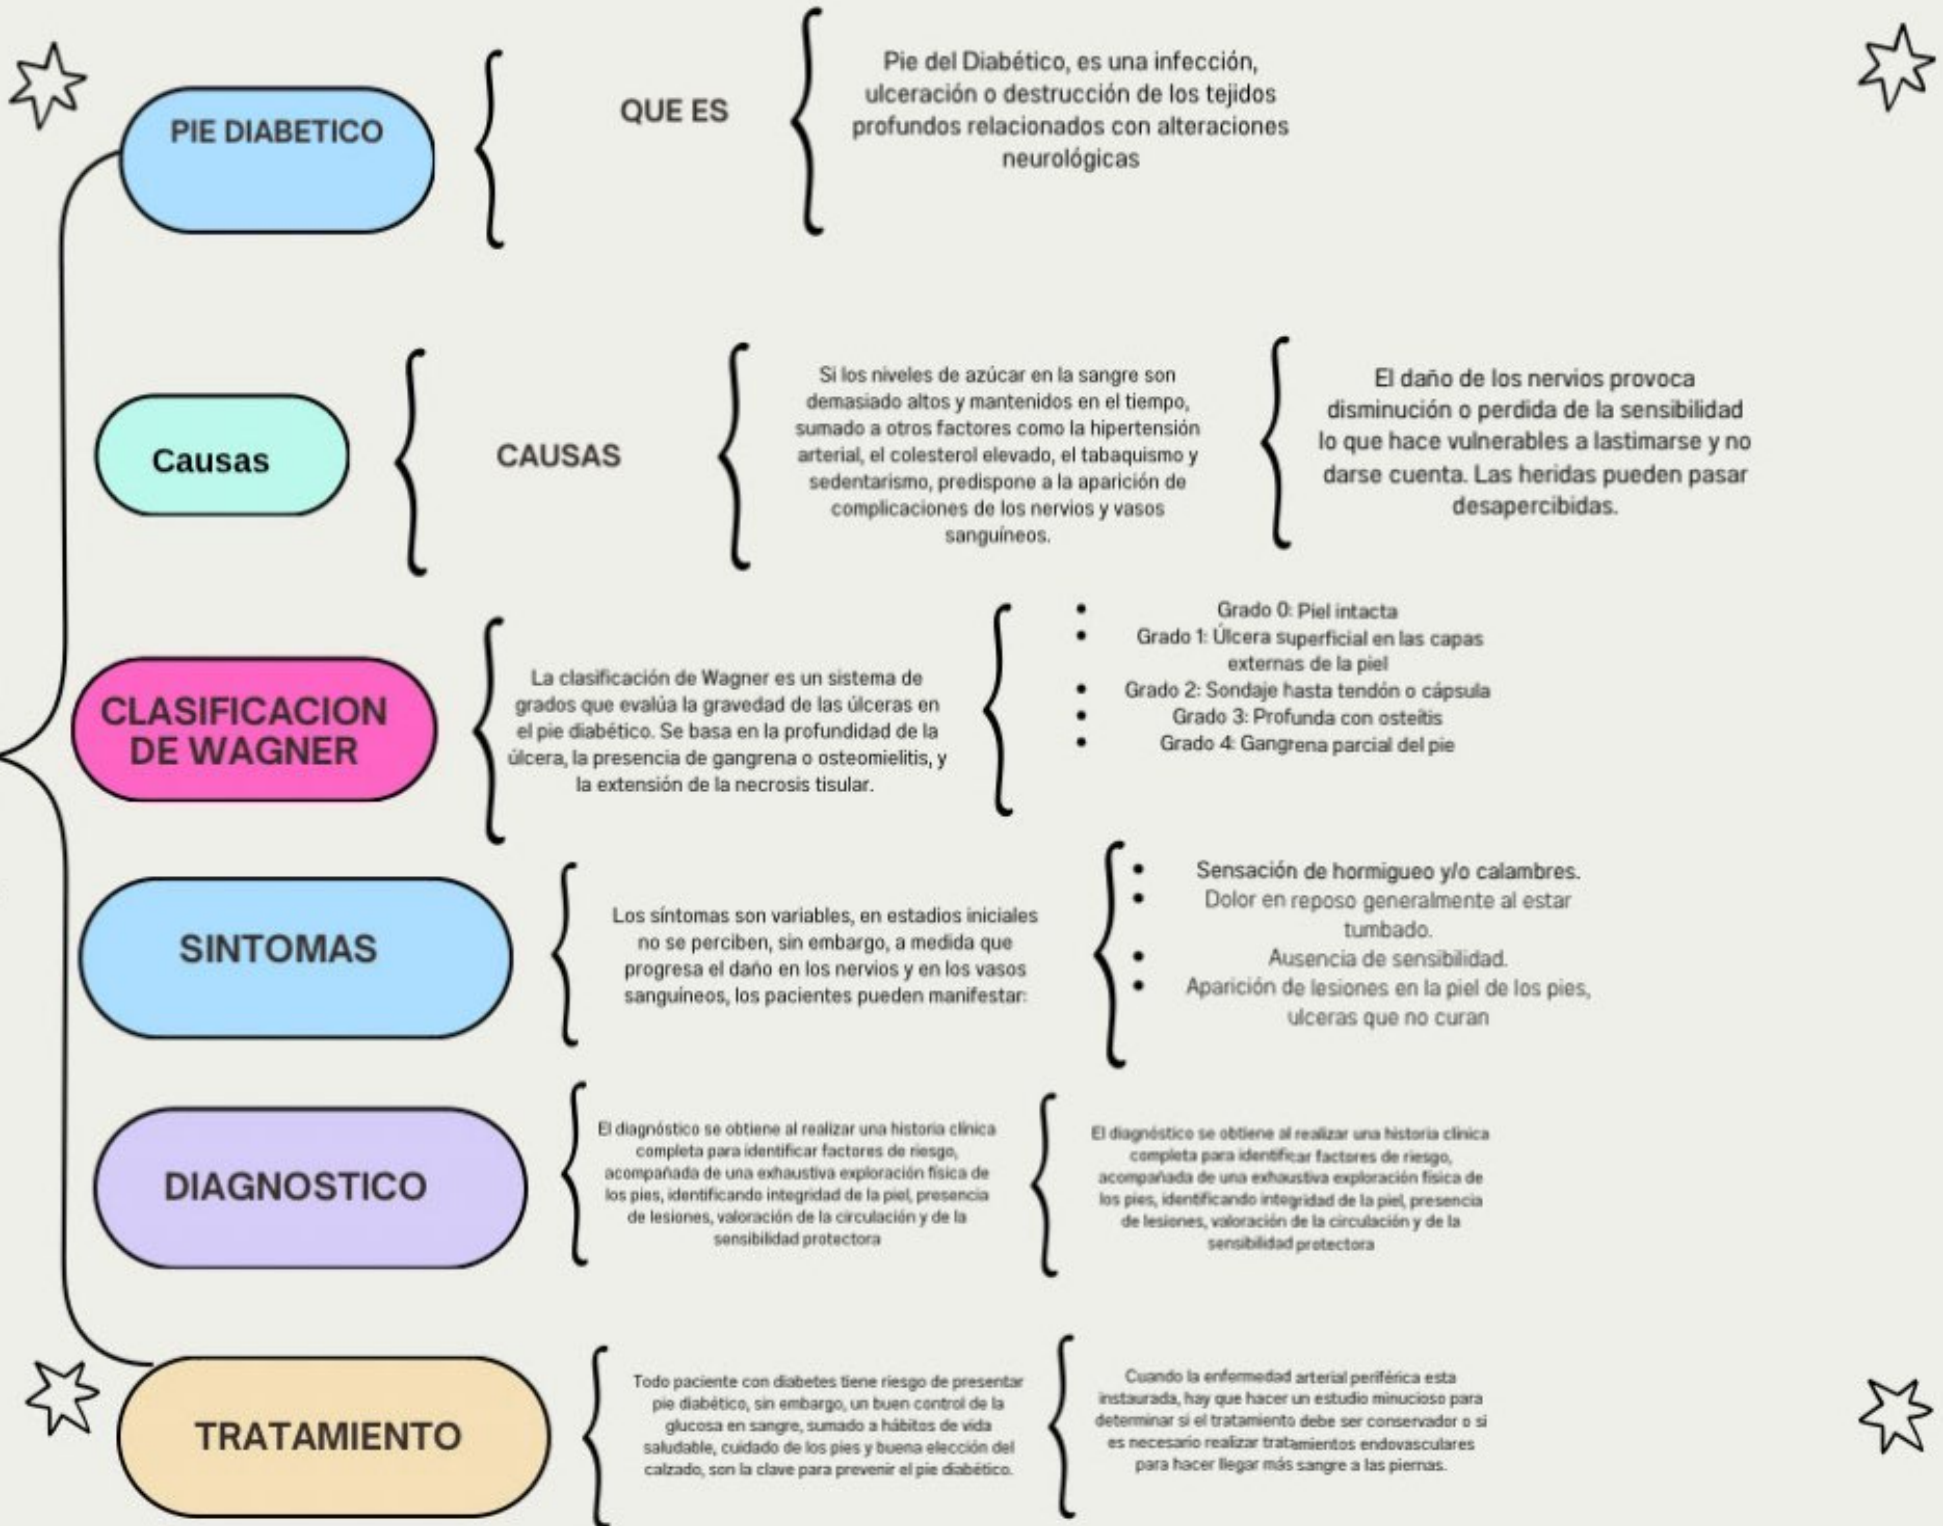 PIE DIABETICO
QUE ES
Pie del Diabético, es una infección,
ulceración o destrucción de los tejidos
profundos relacionados con alteraciones
neurológicas
Causas
CAUSAS
Si los niveles de azúcar en la sangre son
demasiado altos y mantenidos en el tiempo,
sumado a otros factores como la hipertensión
arterial, el colesterol elevado, el tabaquismo y
sedentarismo, predispone a la aparición de
complicaciones de los nervios y vasos
sanguíneos.
El daño de los nervios provoca
disminución o perdida de la sensibilidad
lo que hace vulnerables a lastimarse y no
darse cuenta. Las heridas pueden pasar
desapercibidas.
CLASIFICACION
DE WAGNER
La clasificación de Wagner es un sistema de
grados que evalúa la gravedad de las úlceras en
el pie diabético. Se basa en la profundidad de la
úlcera, la presencia de gangrena o osteomielitis, y
la extensión de la necrosis tisular.
• Grado 0: Piel intacta
• Grado 1: Úlcera superficial en las capas
externas de la piel
• Grado 2: Sondaje hasta tendón o cápsula
• Grado 3: Profunda con osteítis
• Grado 4: Gangrena parcial del pie
SINTOMAS
Los síntomas son variables, en estadios iniciales
no se perciben, sin embargo, a medida que
progresa el daño en los nervios y en los vasos
sanguíneos, los pacientes pueden manifestar:
• Sensación de hormigueo y/o calambres.
• Dolor en reposo generalmente al estar
tumbado.
• Ausencia de sensibilidad.
• Aparición de lesiones en la piel de los pies,
ulceras que no curan
DIAGNOSTICO
El diagnóstico se obtiene al realizar una historia clínica
completa para identificar factores de riesgo,
acompañada de una exhaustiva exploración física de
los pies, identificando integridad de la piel, presencia
de lesiones, valoración de la circulación y de la
sensibilidad protectora
El diagnóstico se obtiene al realizar una historia clínica
completa para identificar factores de riesgo,
acompañada de una exhaustiva exploración física de
los pies, identificando integridad de la piel, presencia
de lesiones, valoración de la circulación y de la
sensibilidad protectora
TRATAMIENTO
Todo paciente con diabetes tiene riesgo de presentar
pie diabético, sin embargo, un buen control de la
glucosa en sangre, sumado a hábitos de vida
saludable, cuidado de los pies y buena elección del
calzado, son la clave para prevenir el pie diabético.
Cuando la enfermedad arterial periférica esta
instaurada, hay que hacer un estudio minucioso para
determinar si el tratamiento debe ser conservador o si
es necesario realizar tratamientos endovasculares
para hacer llegar más sangre a las piernas.